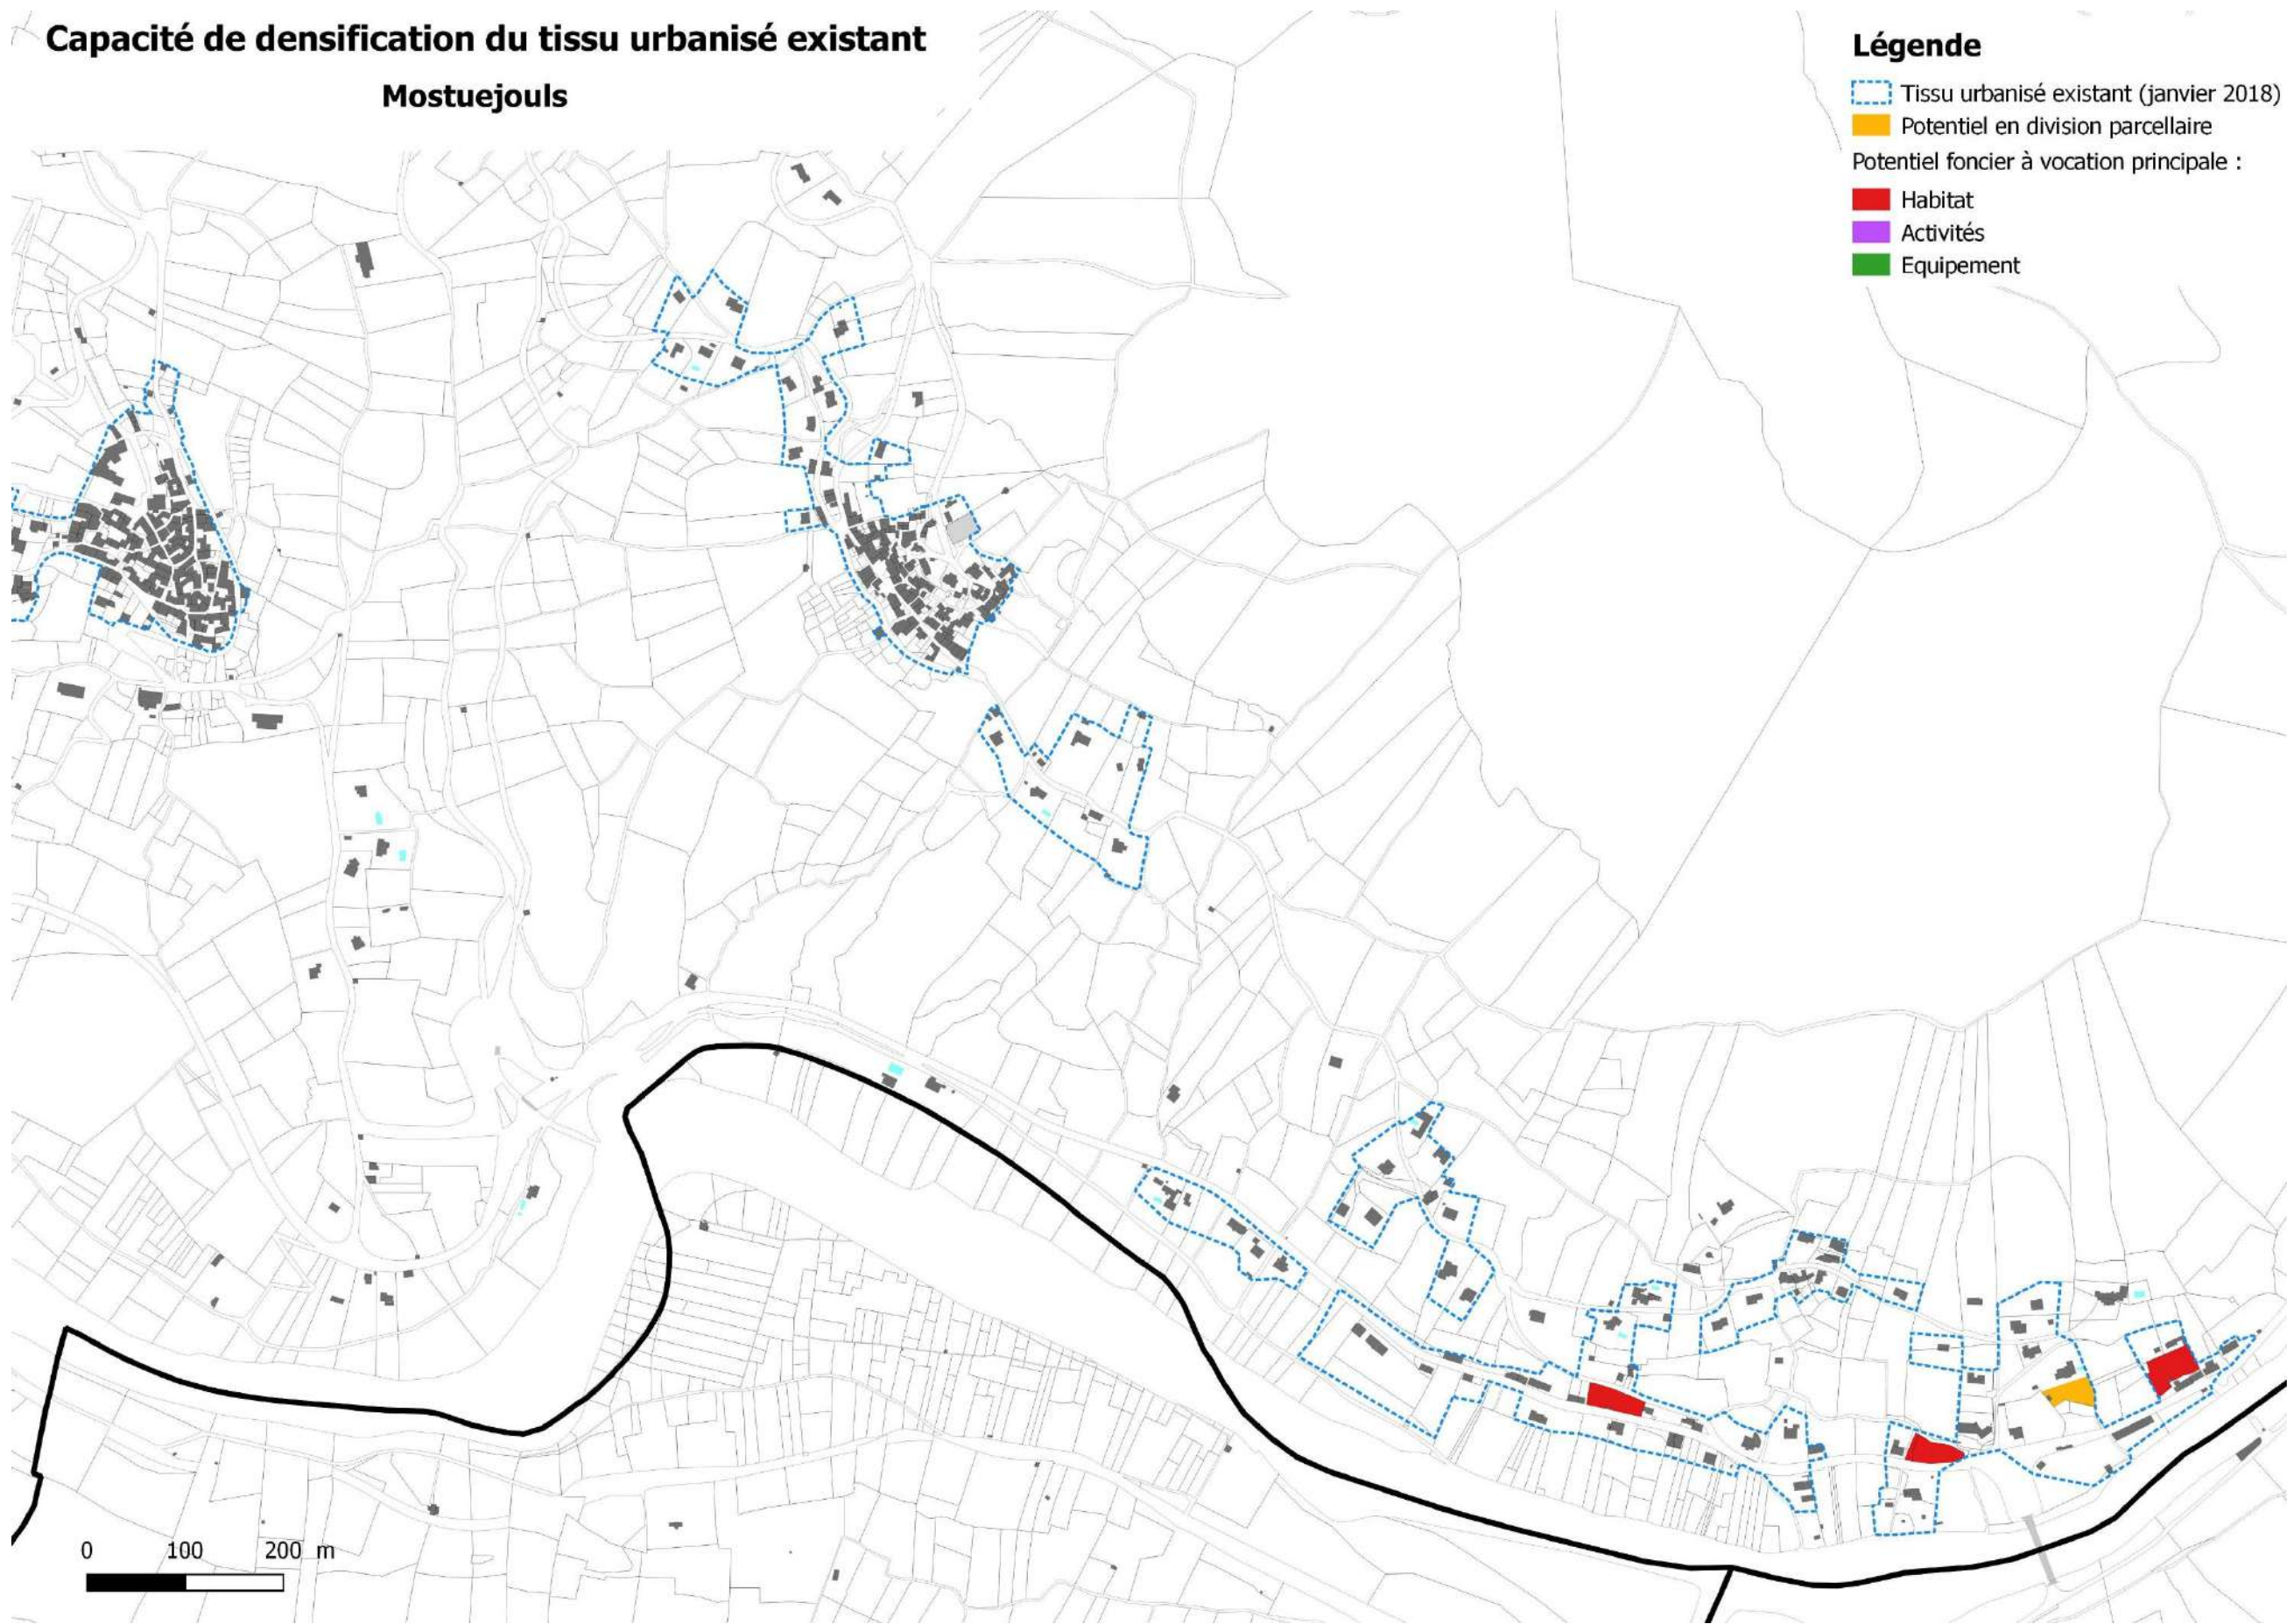 Capacité de densification du tissu urbanisé existant
Mostuejouls
Légende
Tissu urbanisé existant (janvier 2018)
Potentiel en division parcellaire
Potentiel foncier à vocation principale :
Habitat
Activités
Equipement
0 100 200 m